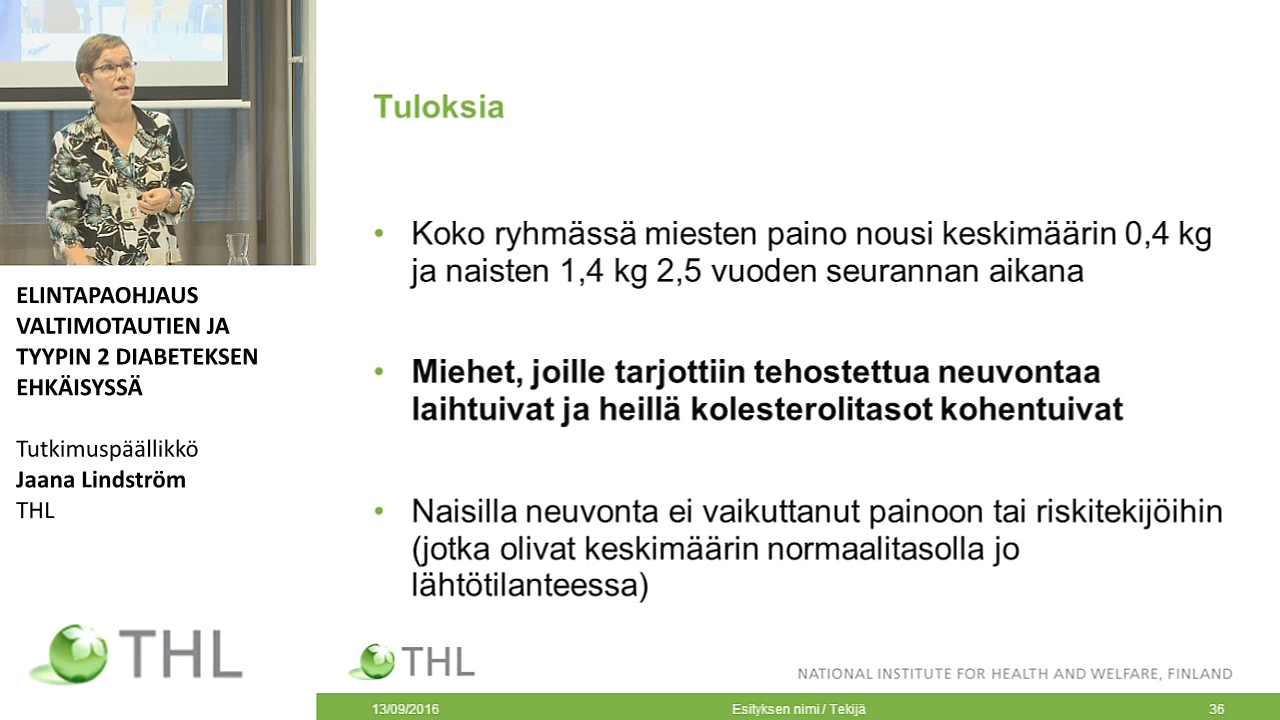 ELINTAPAOHJAUS
VALTIMOTAUTIEN JA
TYYPIN 2 DIABETEKSEN
EHKÄISYSSÄ
Tutkimuspäällikkö
Jaana Lindström
THL
THL
Tuloksia
• Koko ryhmässä miesten paino nousi keskimäärin 0,4 kg
ja naisten 1,4 kg 2,5 vuoden seurannan aikana
• Miehet, joille tarjottiin tehostettua neuvontaa
laihtuivat ja heillä kolesterolitasot kohentuivat
• Naisilla neuvonta ei vaikuttanut painoon tai riskitekijöihin
(jotka olivat keskimäärin normaalitasolla jo
lähtötilanteessa)
THL
NATIONAL INSTITUTE FOR HEALTH AND WELFARE, FINLAND
13/09/2016 Esityksen nimi / Tekijä 36